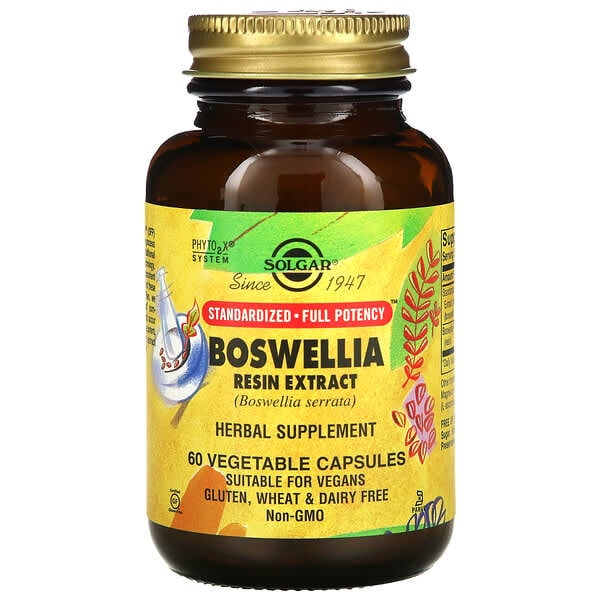 PHYTO2X®
SYSTEM
SOLGAR®
Since 1947
STANDARDIZED • FULL POTENCY™
BOSWELLIA
RESIN EXTRACT
(Boswellia serrata)
HERBAL SUPPLEMENT
60 VEGETABLE CAPSULES
SUITABLE FOR VEGANS
GLUTEN, WHEAT & DAIRY FREE
Non-GMO
GF